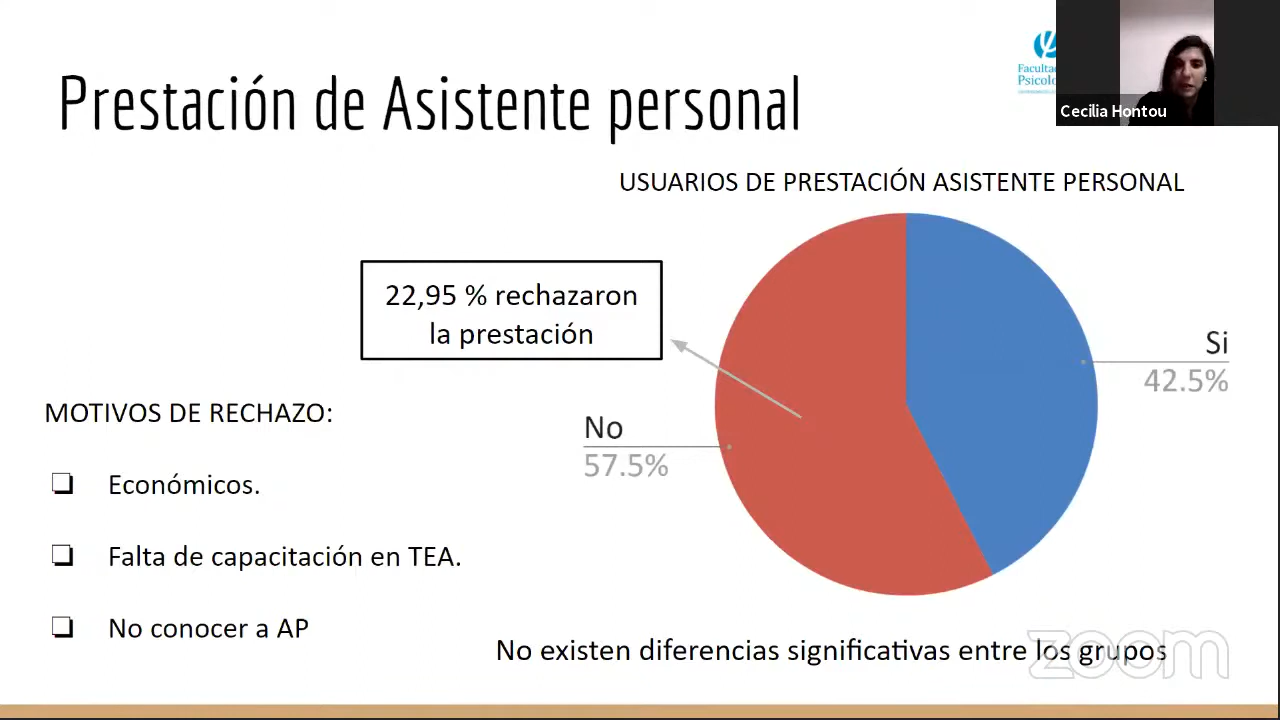 Prestación de Asistente personal
Cecilia Hontou
USUARIOS DE PRESTACIÓN ASISTENTE PERSONAL
22,95 % rechazaron
la prestación
Si
42.5%
No
57.5%
MOTIVOS DE RECHAZO:
Económicos.
Falta de capacitación en TEA.
No conocer a AP
No existen diferencias significativas entre los grupos
zoom